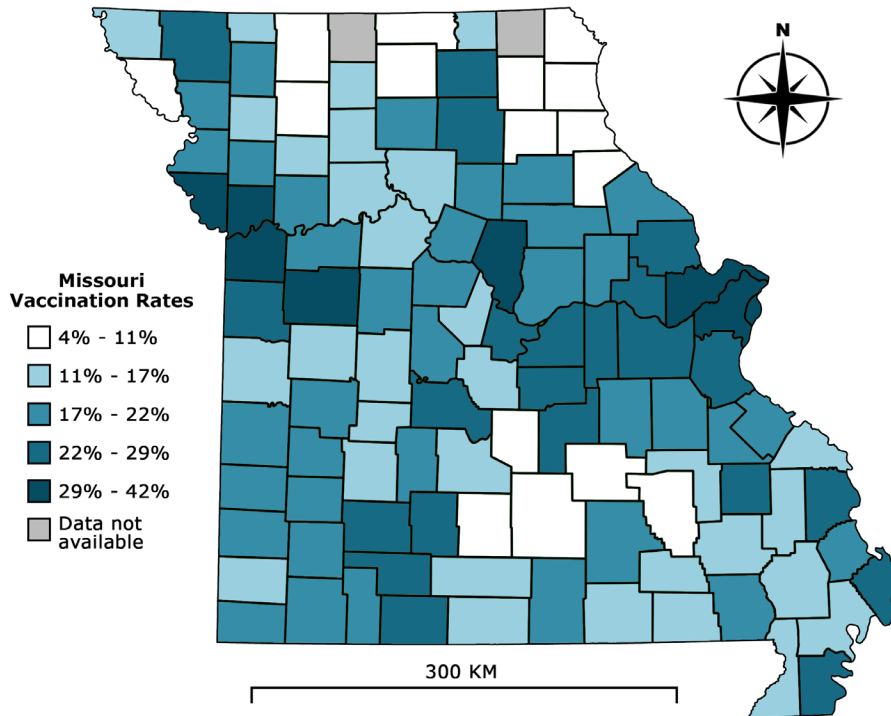 N
Missouri
Vaccination Rates
4% - 11%
11% - 17%
17% - 22%
22% - 29%
29% - 42%
Data not
available
300 KM